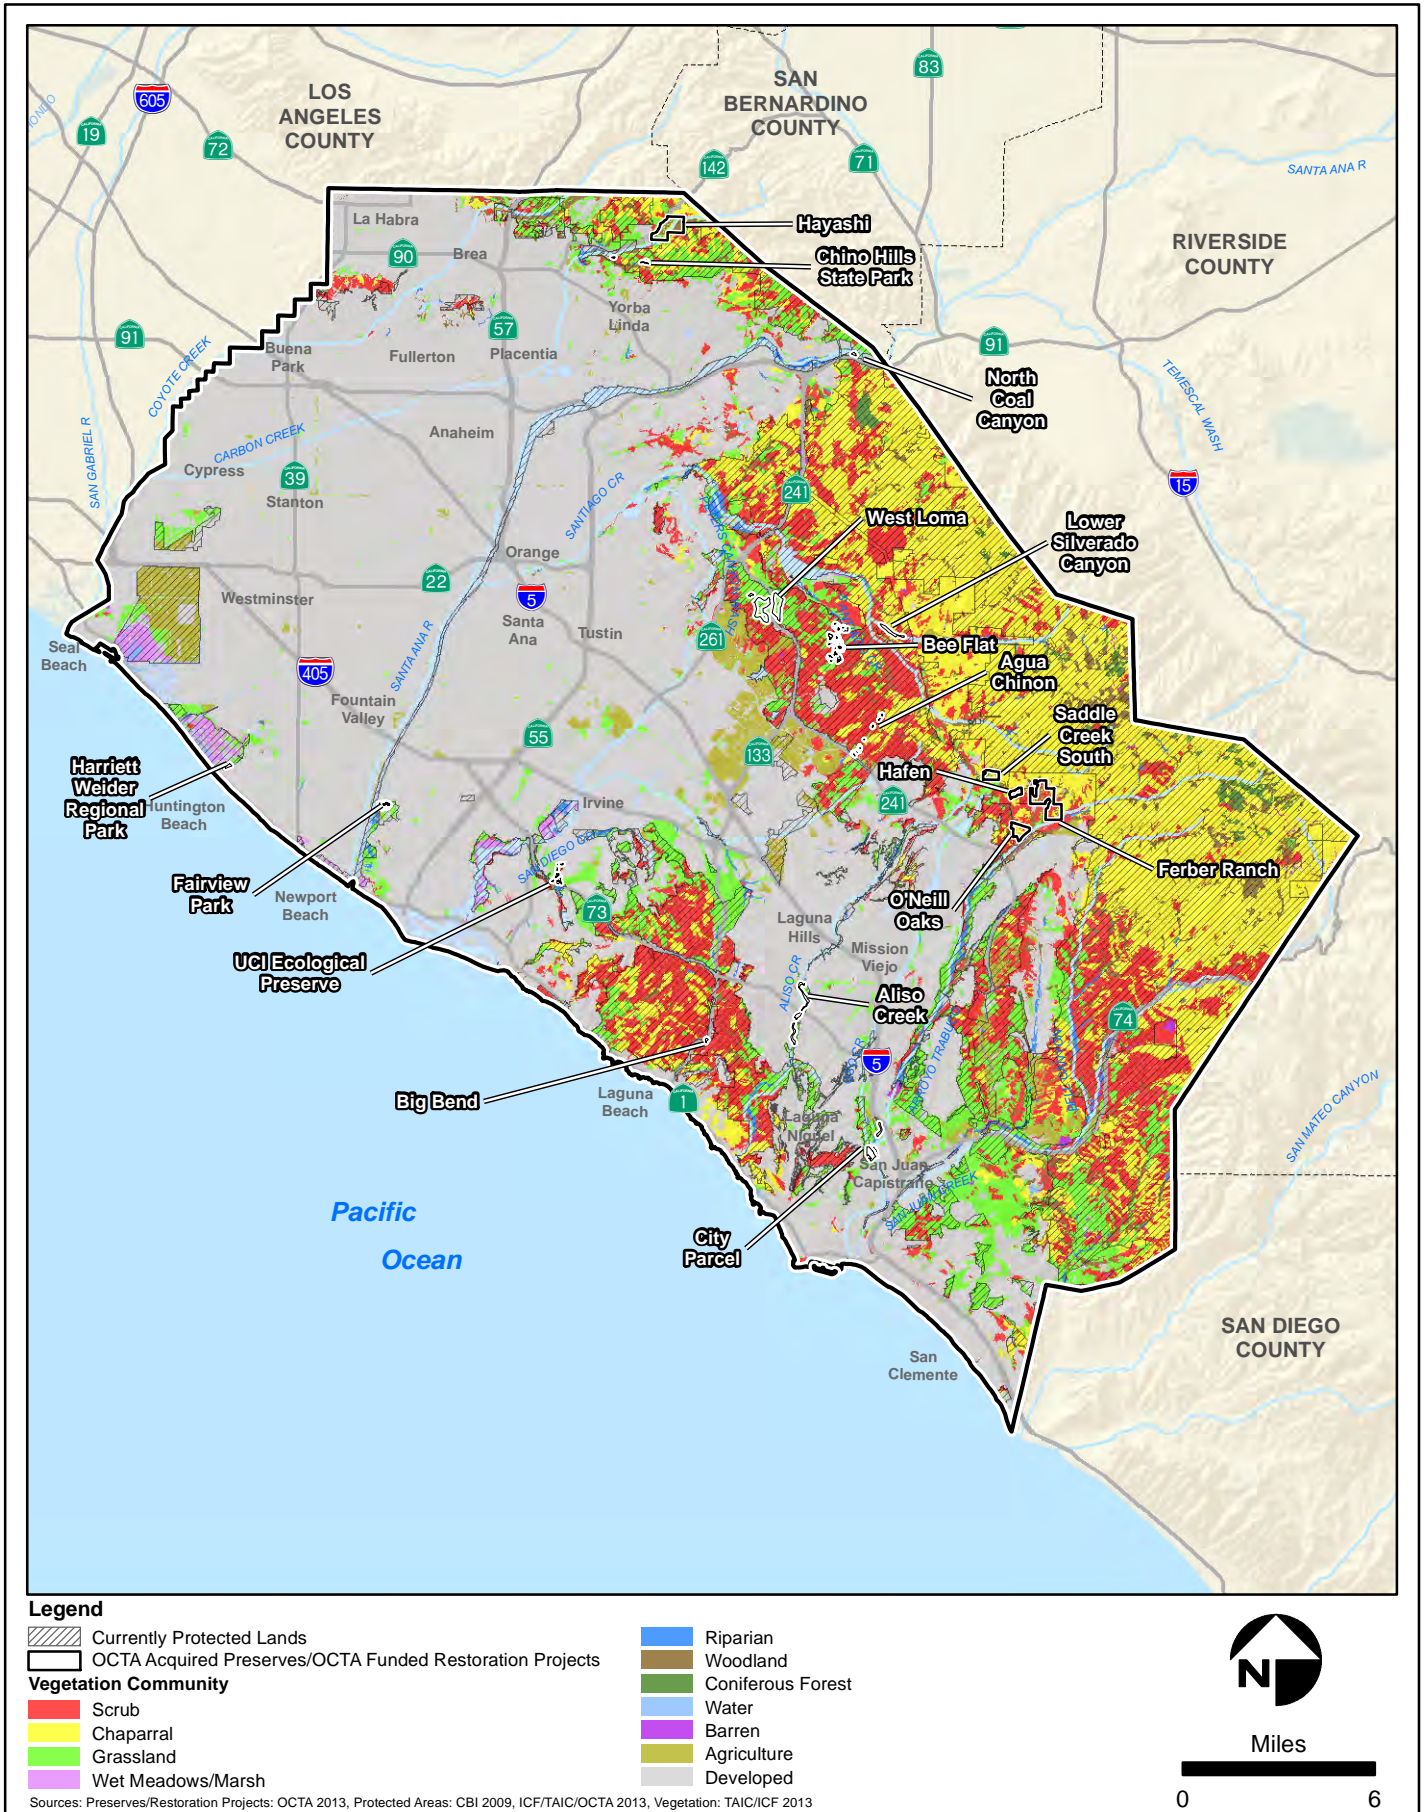 LOS
ANGELES
COUNTY
SAN
BERNARDINO
COUNTY
RIVERSIDE
COUNTY
SAN DIEGO
COUNTY
605
19
72
83
142
71
SANTA ANA R
La Habra
90
Brea
Hayashi
Chino Hills
State Park
Yorba
Linda
57
91
91
COYOTE CREEK
Buena
Park
Fullerton
Placentia
North
Coal
Canyon
TEMESCAL WASH
SAN GABRIEL R
CARBON CREEK
Anaheim
Cypress
39
Stanton
SANTIAGO CR
241
15
West Loma
Lower
Silverado
Canyon
Orange
22
5
Westminster
Santa
Ana
Tustin
261
Bee Flat
Agua
Chinon
Seal
Beach
405
SANTA ANA R
Fountain
Valley
55
133
Saddle
Creek
South
Hafen
241
Harriett
Weider
Regional
Park
Huntington
Beach
Irvine
SAN DIEGO CR
Ferber Ranch
Fairview
Park
Newport
Beach
73
O'Neill
Oaks
Laguna
Hills
Mission
Viejo
UCI Ecological
Preserve
ALISO CR
Aliso
Creek
74
5
ARROYO TRABUCO
Big Bend
Laguna
Beach
1
Laguna
Niguel
San Juan
Capistrano
SAN JUAN CREEK
SAN MATEO CANYON
City
Parcel
Pacific
Ocean
San
Clemente
Legend
Currently Protected Lands
OCTA Acquired Preserves/OCTA Funded Restoration Projects
Vegetation Community
Scrub
Chaparral
Grassland
Wet Meadows/Marsh
Riparian
Woodland
Coniferous Forest
Water
Barren
Agriculture
Developed
N
Miles
0 6
Sources: Preserves/Restoration Projects: OCTA 2013, Protected Areas: CBI 2009, ICF/TAIC/OCTA 2013, Vegetation: TAIC/ICF 2013